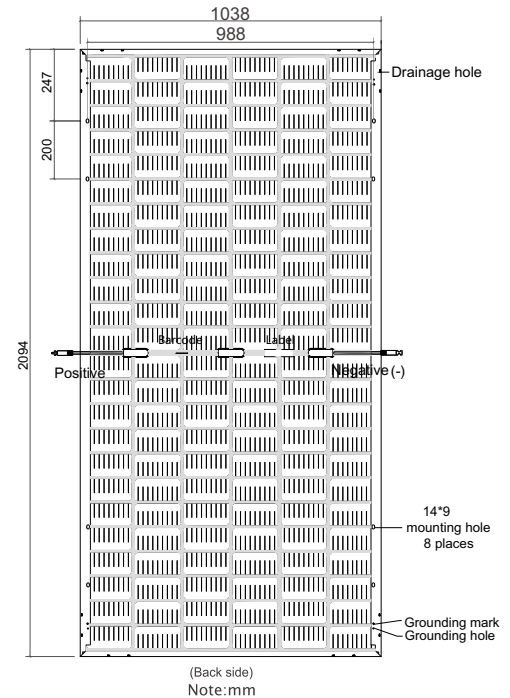 1038
988
247
Drainage hole
200
2094
Barcode
Label
Positive
Negative (-)
14*9
mounting hole
8 places
Grounding mark
Grounding hole
(Back side)
Note:mm